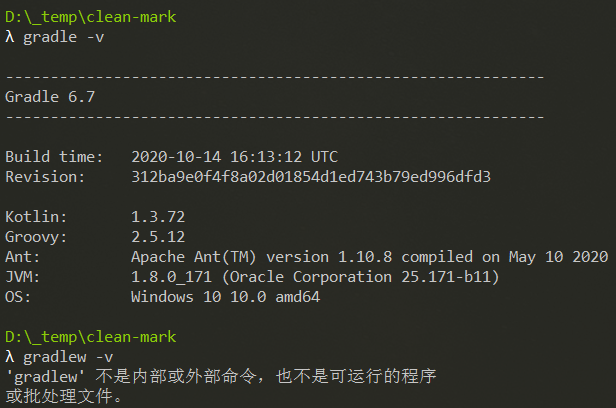 D:\_temp\clean-mark
λ gradle -v

------------------------------------------------------------
Gradle 6.7
------------------------------------------------------------

Build time:   2020-10-14 16:13:12 UTC
Revision:     312ba9e0f4f8a02d01854d1ed743b79ed996dfd3

Kotlin:       1.3.72
Groovy:       2.5.12
Ant:          Apache Ant(TM) version 1.10.8 compiled on May 10 2020
JVM:          1.8.0_171 (Oracle Corporation 25.171-b11)
OS:           Windows 10 10.0 amd64

D:\_temp\clean-mark
λ gradlew -v
'gradlew' 不是内部或外部命令，也不是可运行的程序
或批处理文件。